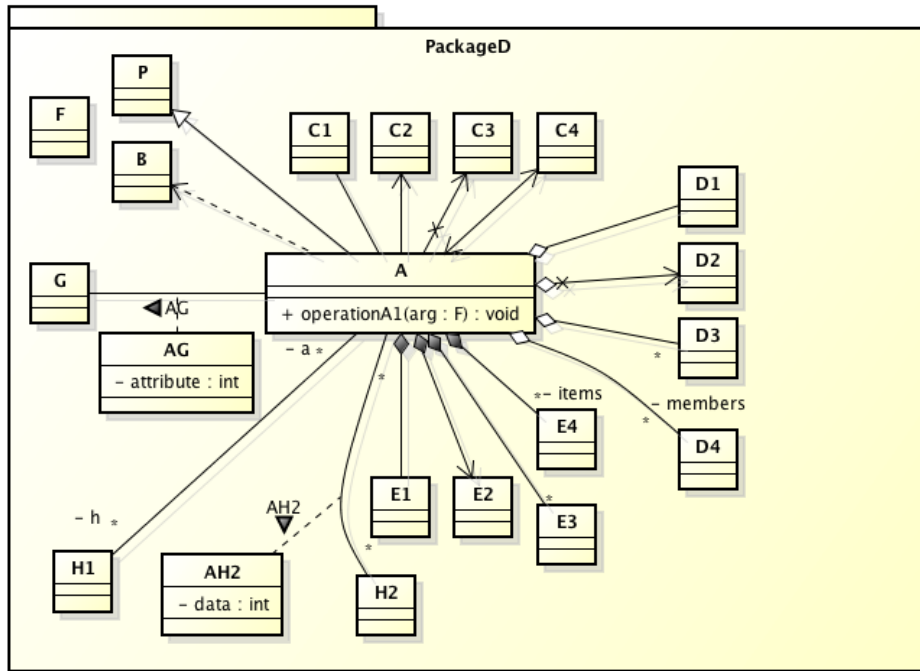 PackageD
P
F
C1
C2
C3
C4
B
D1
A
D2
G
+ operationA1(arg : F) : void
AG
D3
AG
- a *
*
- attribute : int
*
*- items
- members
*
E4
D4
E1
E2
*
AH2
E3
- h *
*
H1
AH2
H2
- data : int